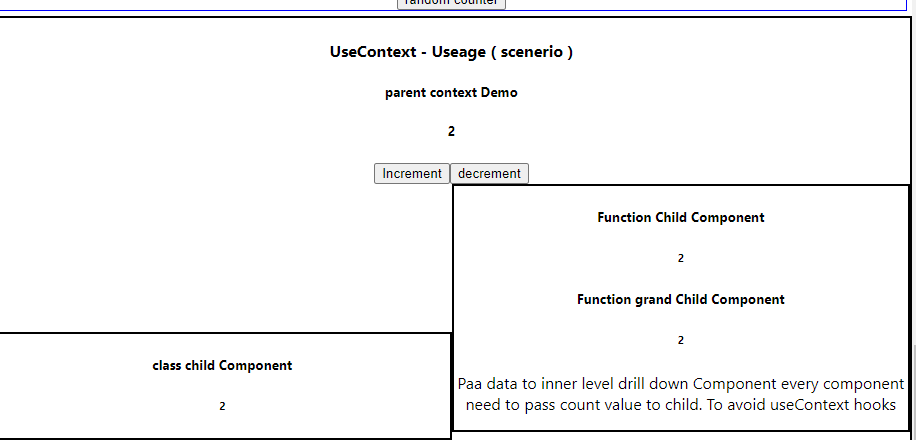 random counter
UseContext - Useage ( scenerio )
parent context Demo
2
Increment decrement
Function Child Component
2
Function grand Child Component
2
Paa data to inner level drill down Component every component
need to pass count value to child. To avoid useContext hooks
class child Component
2